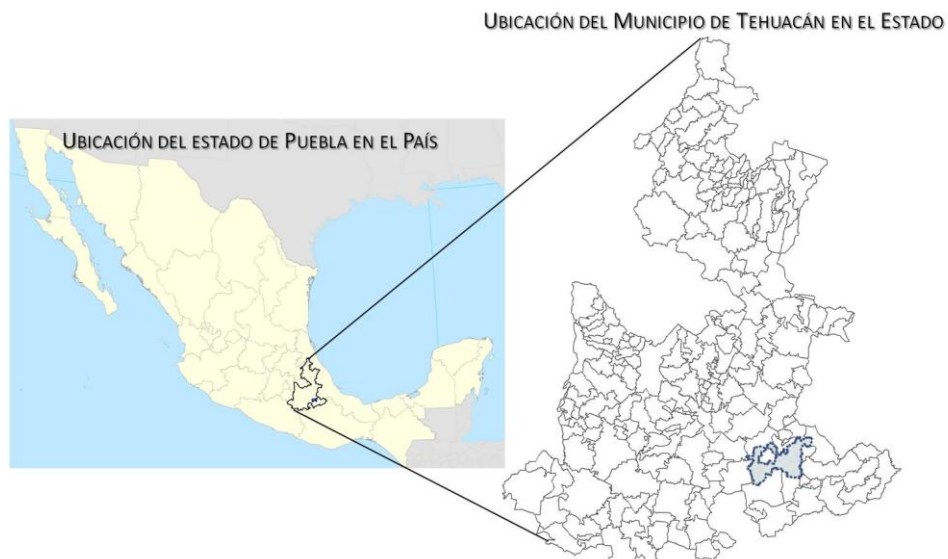 UBICACIÓN DEL MUNICIPIO DE TEHUACÁN EN EL ESTADO
UBICACIÓN DEL ESTADO DE PUEBLA EN EL PAÍS